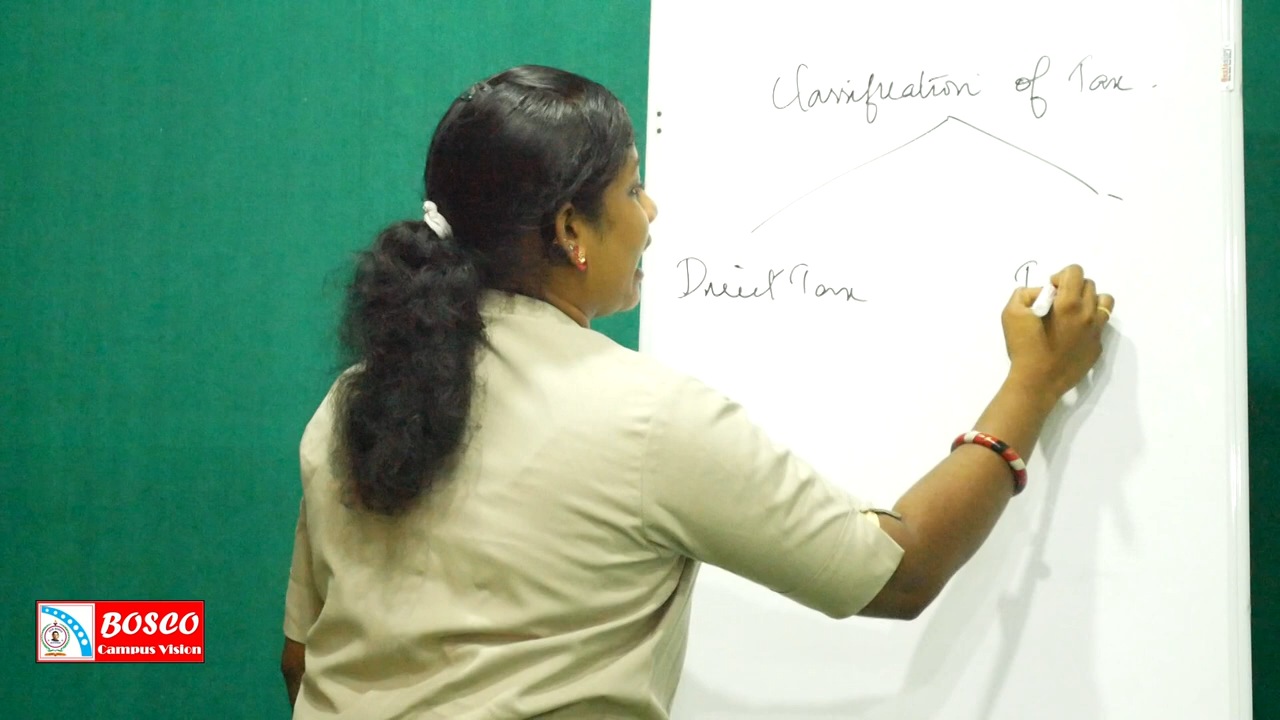 Classification of Tax.
Direct Tax
I
BOSCO
Campus Vision